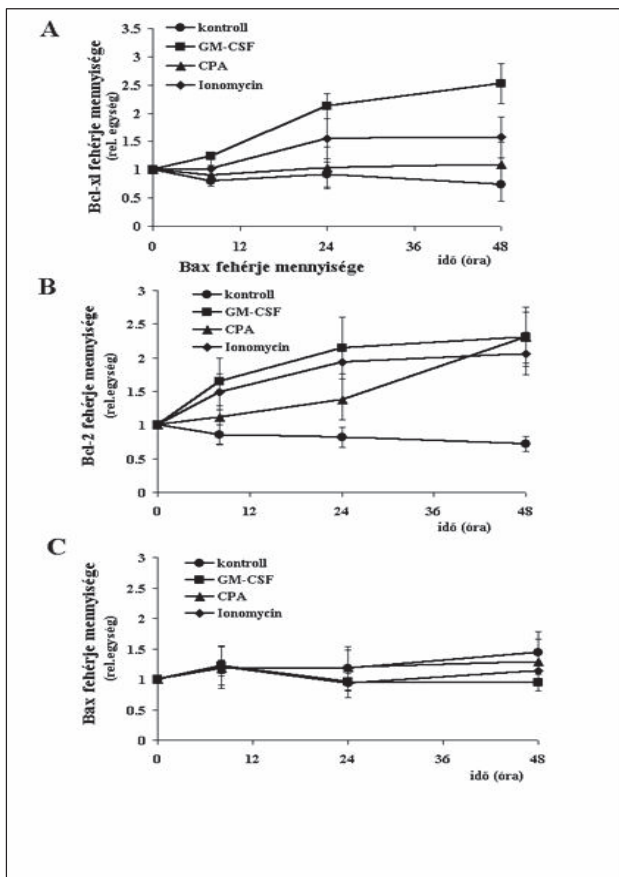 A
kontroll
GM-CSF
CPA
Ionomycin
Bcl-xl fehérje mennyisége
(rel. egység)
3.5
3
2.5
2
1.5
1
0.5
0
0
12
24
36
48
idő (óra)
Bax fehérje mennyisége
B
kontroll
GM-CSF
CPA
Ionomycin
Bcl-2 fehérje mennyisége
(rel.egység)
3
2.5
2
1.5
1
0.5
0
0
12
24
36
48
idő (óra)
C
kontroll
GM-CSF
CPA
Ionomycin
Bax fehérje mennyisége
(rel.egység)
3
2.5
2
1.5
1
0.5
0
0
12
24
36
48
idő (óra)